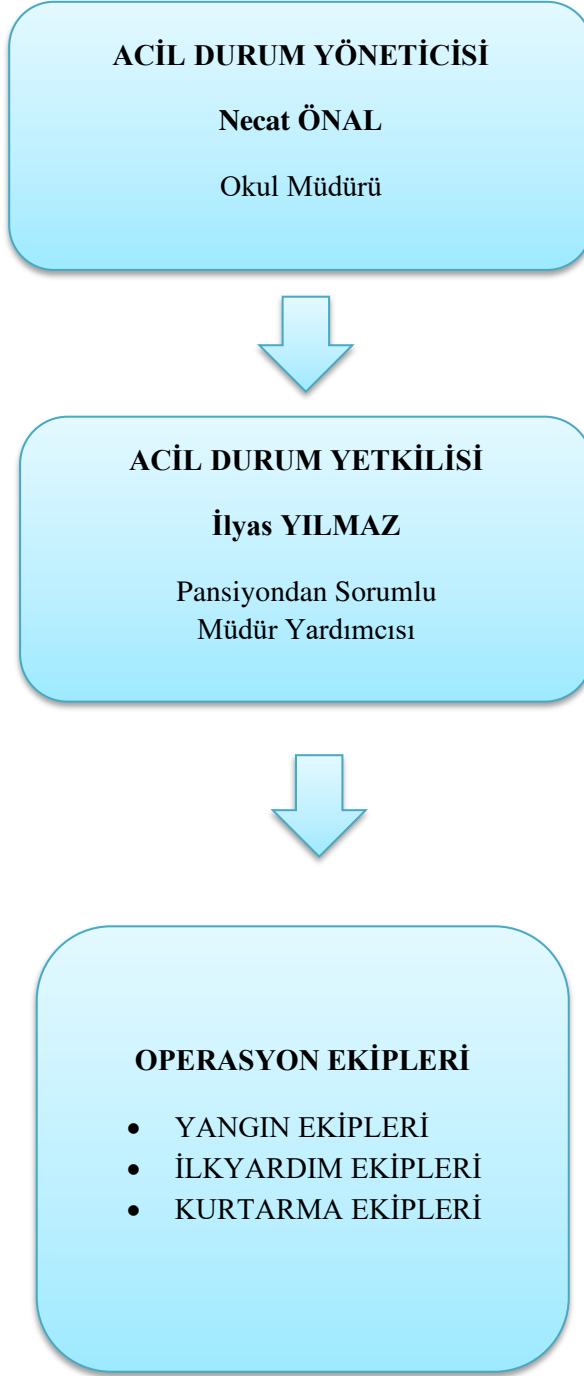 ACİL DURUM YÖNETİCİSİ
Necat ÖNAL
Okul Müdürü
ACİL DURUM YETKİLİSİ
İlyas YILMAZ
Pansiyondan Sorumlu
Müdür Yardımcısı
OPERASYON EKİPLERİ
• YANGIN EKİPLERİ
• İLKYARDIM EKİPLERİ
• KURTARMA EKİPLERİ